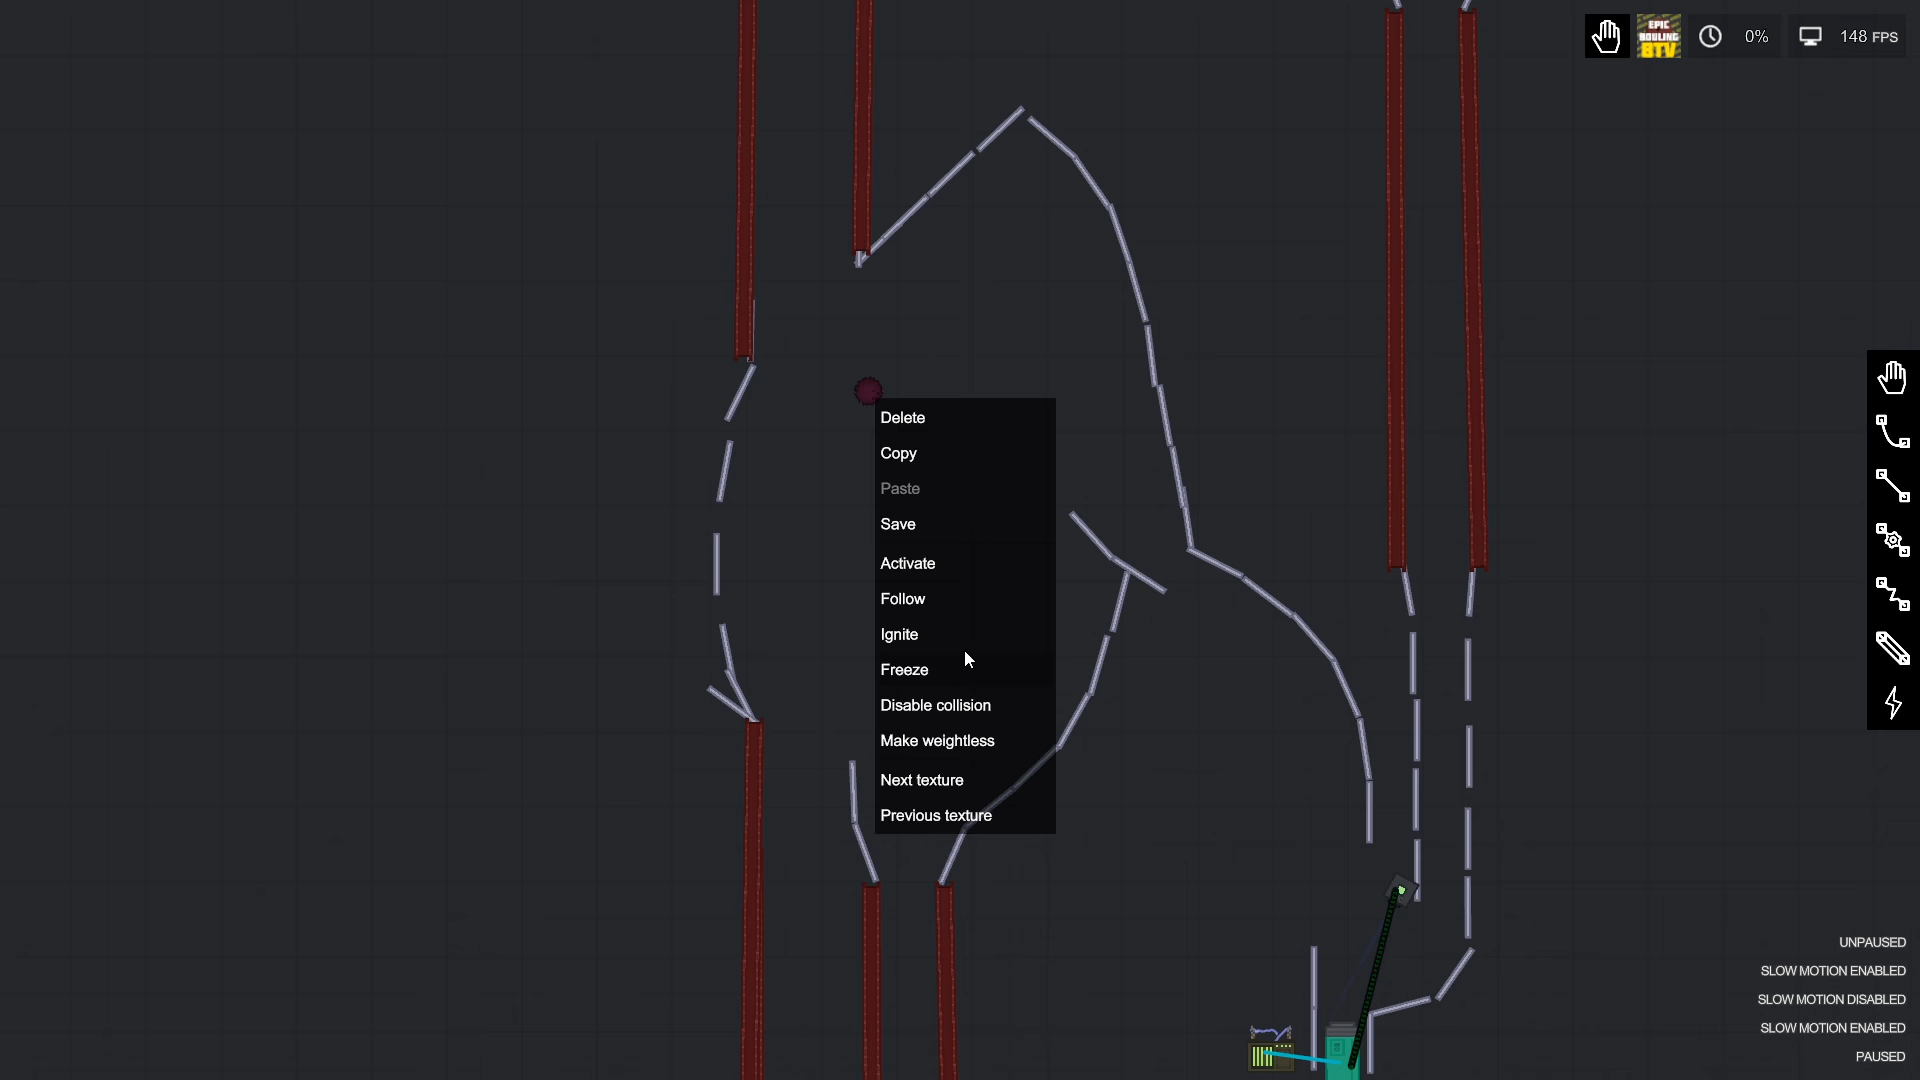 EPIC
BOWLING
8TV
0%
148 FPS
Delete
Copy
Paste
Save
Activate
Follow
Ignite
Freeze
Disable collision
Make weightless
Next texture
Previous texture
UNPAUSED
SLOW MOTION ENABLED
SLOW MOTION DISABLED
SLOW MOTION ENABLED
PAUSED